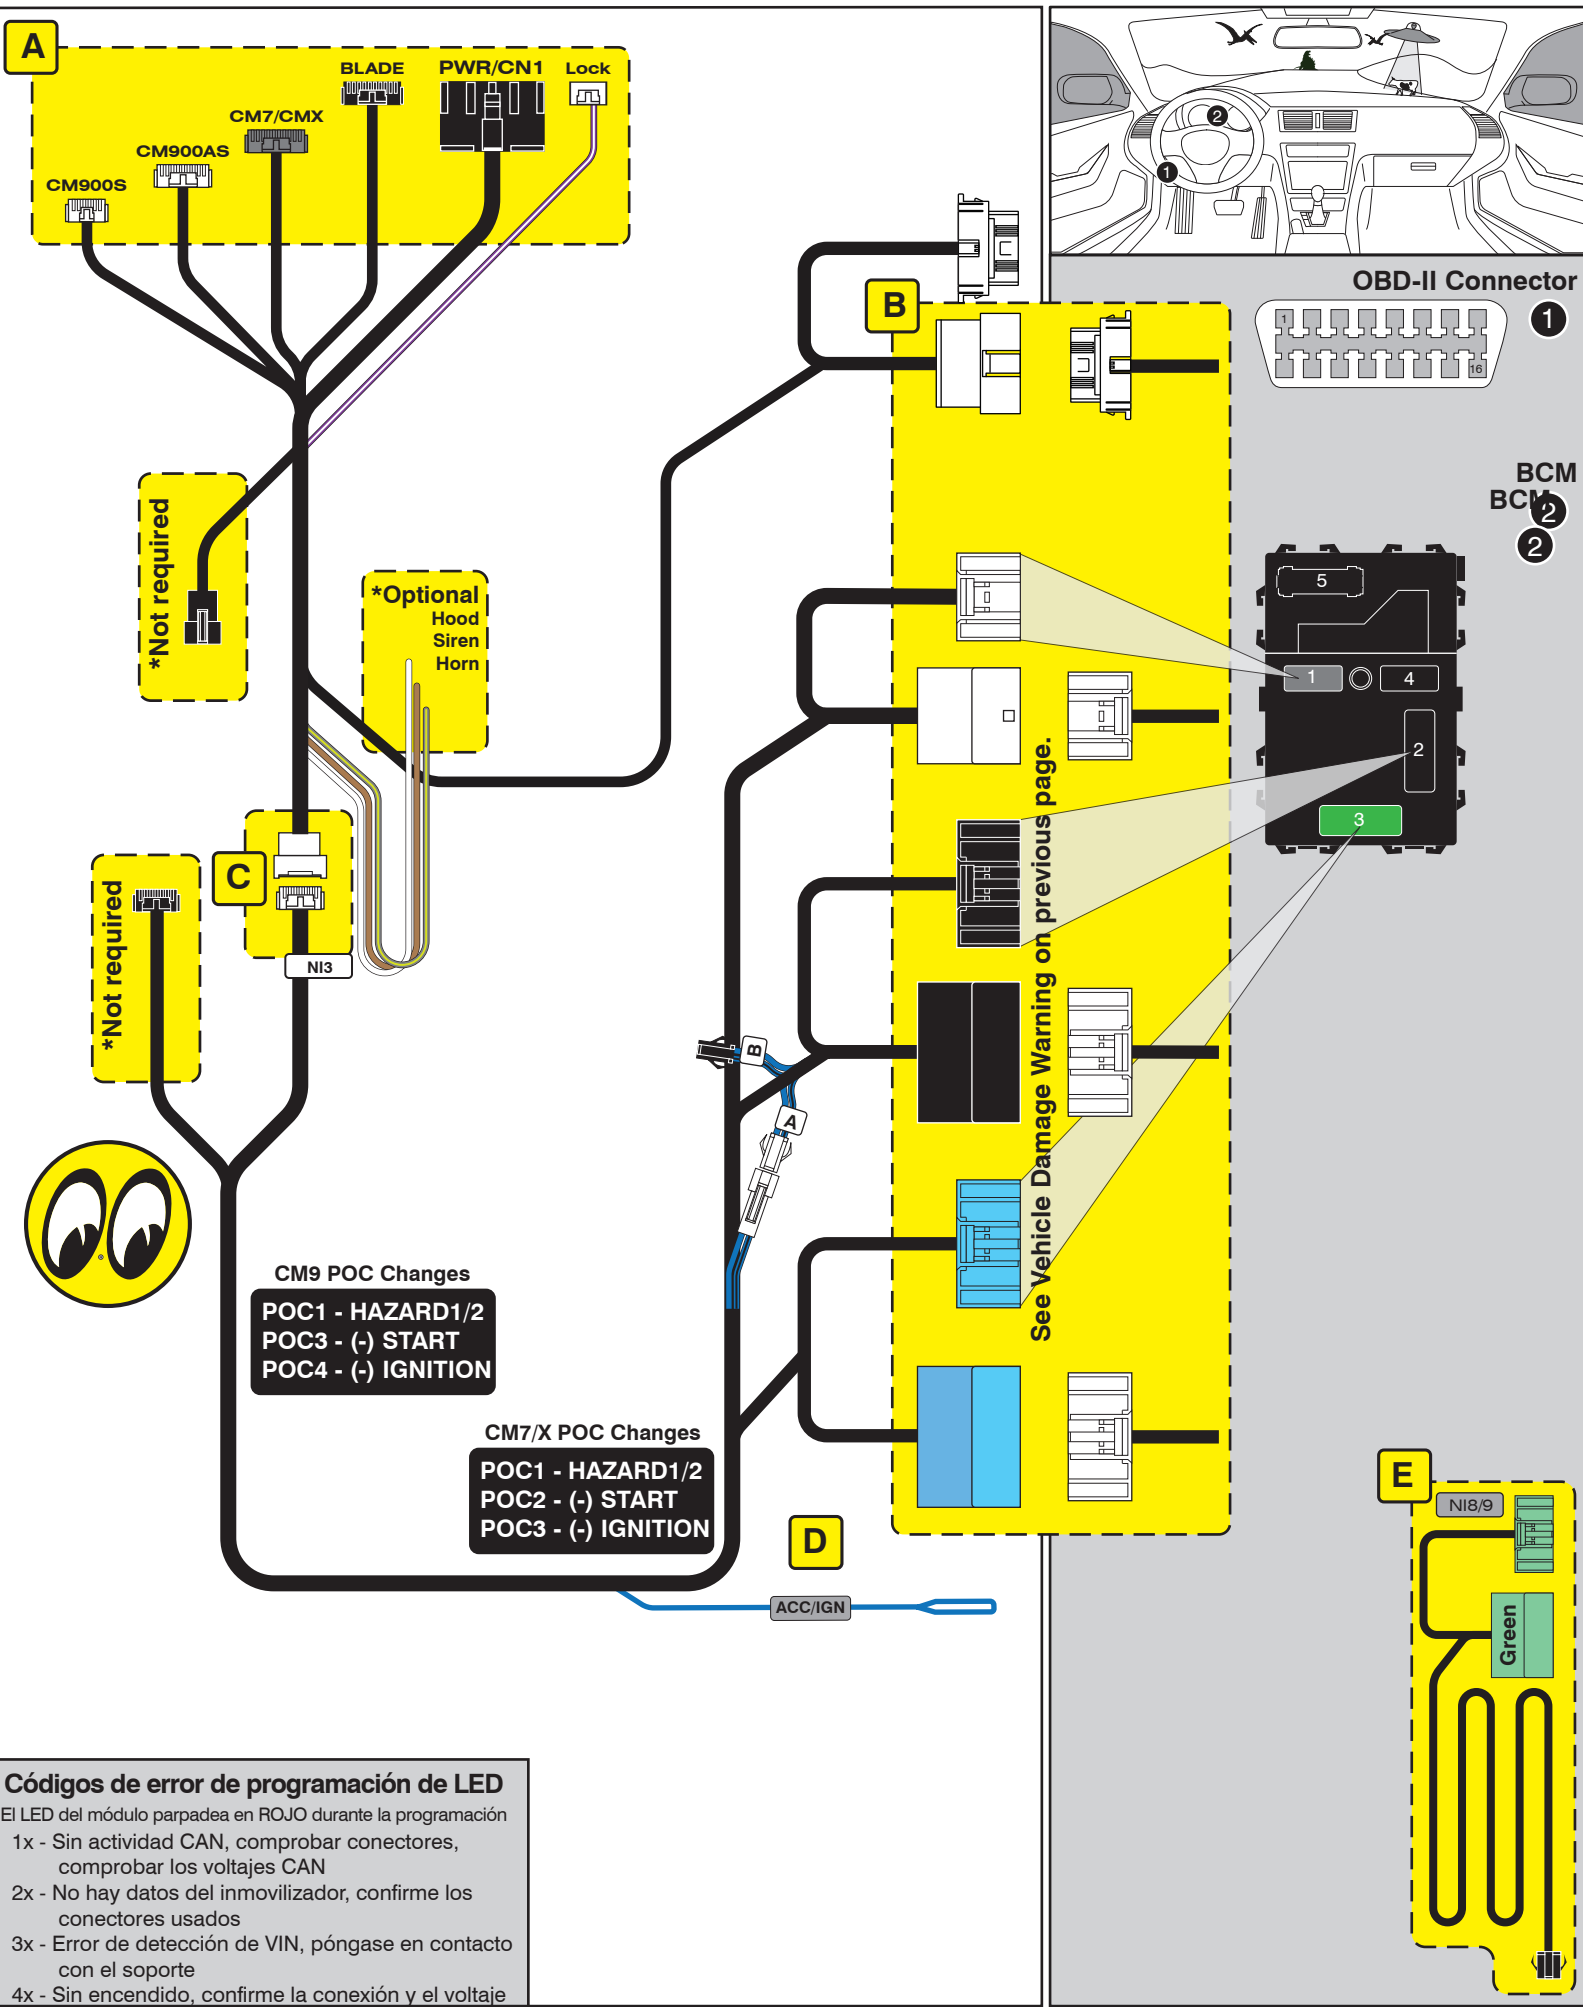 A
BLADE
PWR/CN1
Lock
CM7/CMX
CM900AS
CM900S
2
1
OBD-II Connector
1
1
16
B
BCM
BCM
2
2
5
1
4
2
3
*Not required
*Optional
Hood
Siren
Horn
See Vehicle Damage Warning on previous page.
C
*Not required
NI3
B
A
CM9 POC Changes
POC1 - HAZARD1/2
POC3 - (-) START
POC4 - (-) IGNITION
CM7/X POC Changes
POC1 - HAZARD1/2
POC2 - (-) START
POC3 - (-) IGNITION
D
ACC/IGN
E
NI8/9
Green
Códigos de error de programación de LED
El LED del módulo parpadea en ROJO durante la programación
1x - Sin actividad CAN, comprobar conectores,
comprobar los voltajes CAN
2x - No hay datos del inmovilizador, confirme los
conectores usados
3x - Error de detección de VIN, póngase en contacto
con el soporte
4x - Sin encendido, confirme la conexión y el voltaje